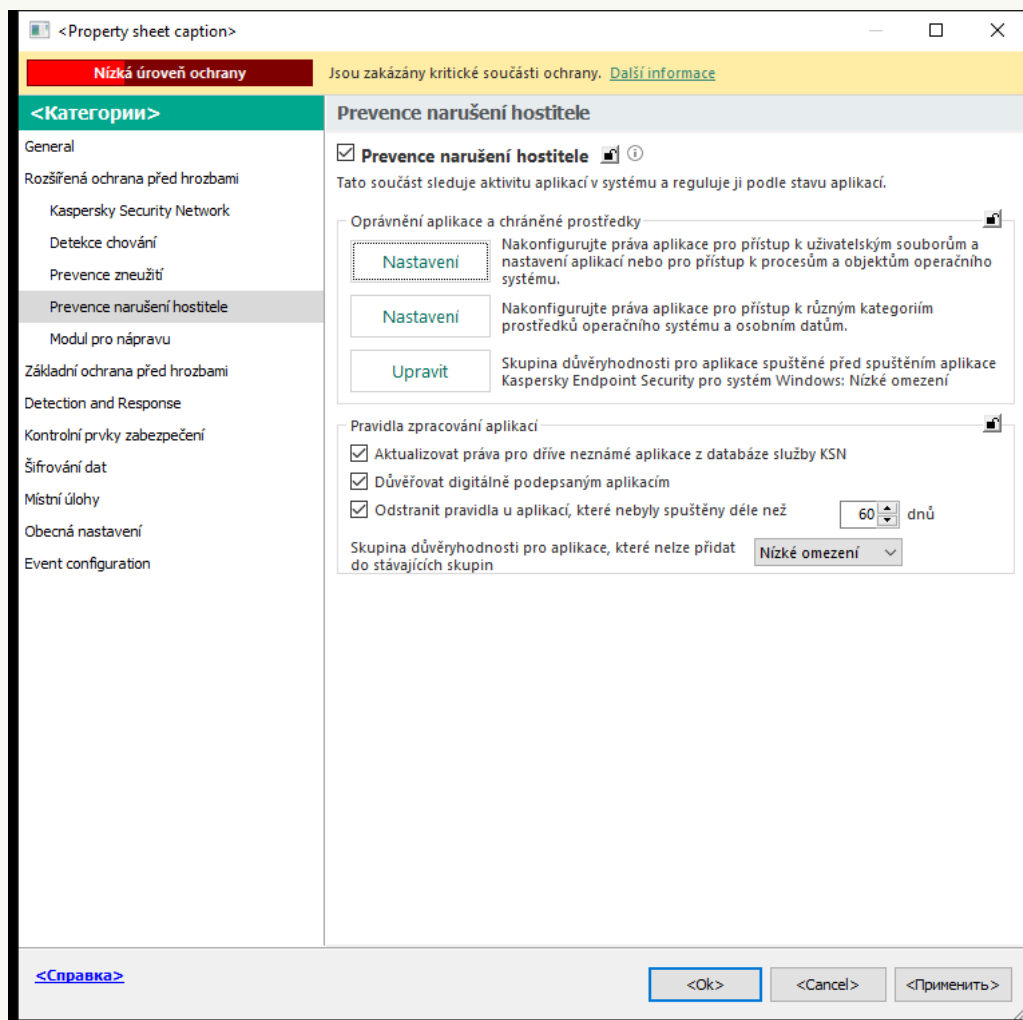 <Property sheet caption>
Nízká úroveň ochrany
Jsou zakázány kritické součásti ochrany. Další informace
<Категории>
General
Rozšířená ochrana před hrozbami
Kaspersky Security Network
Detekce chování
Prevence zneužití
Prevence narušení hostitele
Modul pro nápravu
Základní ochrana před hrozbami
Detection and Response
Kontrolní prvky zabezpečení
Šifrování dat
Místní úlohy
Obecná nastavení
Event configuration
Prevence narušení hostitele
Prevence narušení hostitele
Tato součást sleduje aktivitu aplikací v systému a reguluje ji podle stavu aplikací.
Oprávnění aplikace a chráněné prostředky
Nastavení
Nakonfigurujte práva aplikace pro přístup k uživatelským souborům a
nastavení aplikací nebo pro přístup k procesům a objektům operačního
systému.
Nastavení
Nakonfigurujte práva aplikace pro přístup k různým kategoriím
prostředků operačního systému a osobním datům.
Upravit
Skupina důvěryhodnosti pro aplikace spuštěné před spuštěním aplikace
Kaspersky Endpoint Security pro systém Windows: Nízké omezení
Pravidla zpracování aplikací
Aktualizovat práva pro dříve neznámé aplikace z databáze služby KSN
Důvěřovat digitálně podepsaným aplikacím
Odstranit pravidla u aplikací, které nebyly spuštěny déle než 60 dnů
Skupina důvěryhodnosti pro aplikace, které nelze přidat
do stávajících skupin
Nízké omezení
<Справка>
<Ok>
<Cancel>
<Применить>